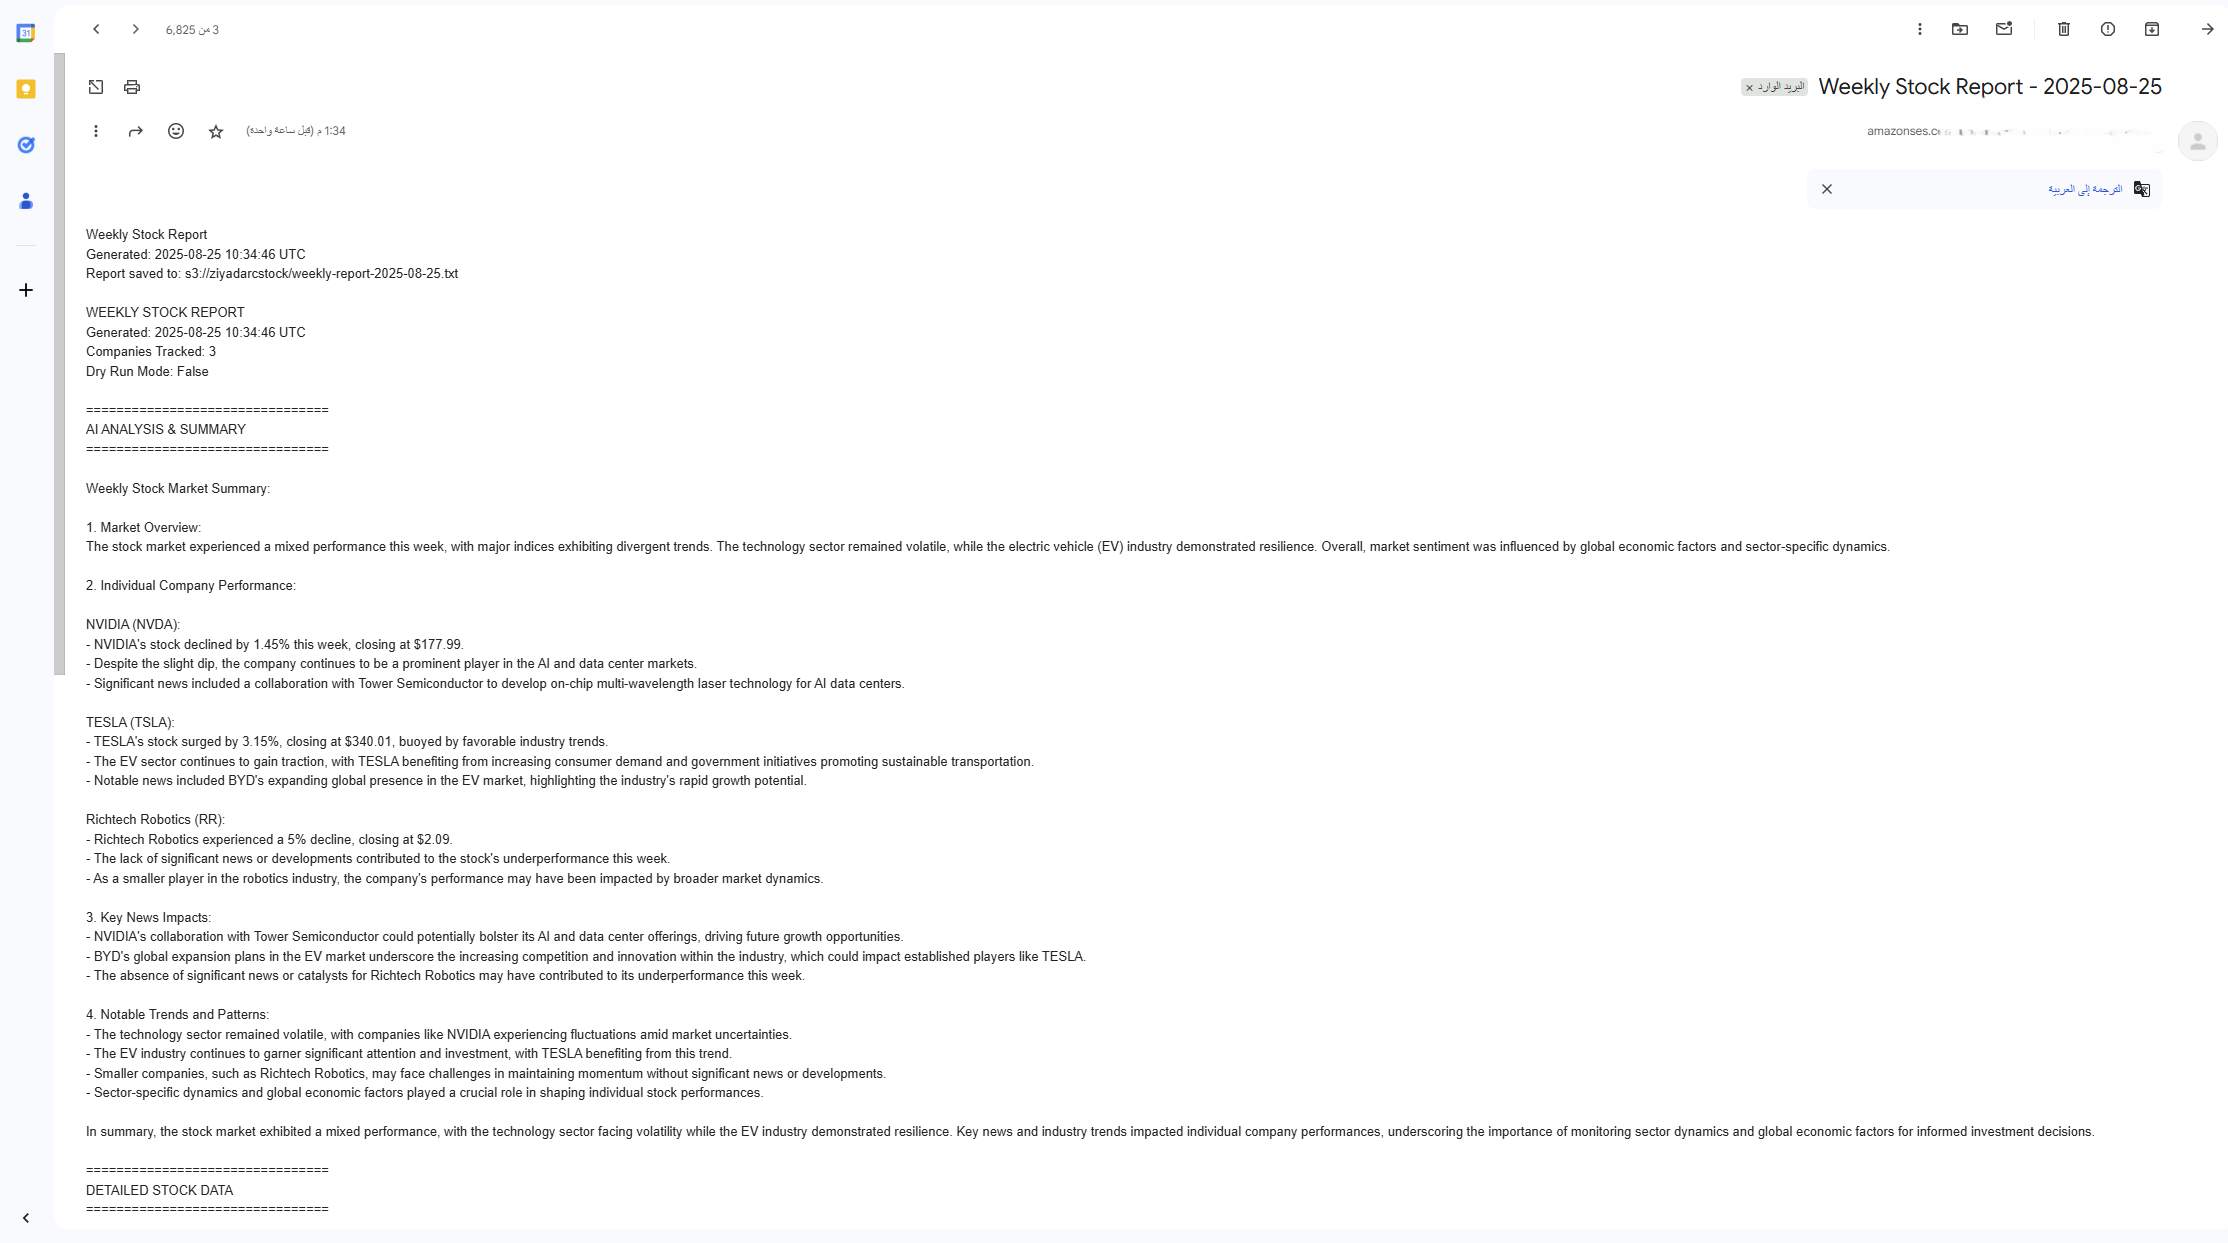 3 من 6,825
Weekly Stock Report - 2025-08-25
البريد الوارد ×
amazonses.c
1:34 م (قبل ساعة واحدة)
الترجمة إلى العربية
Weekly Stock Report
Generated: 2025-08-25 10:34:46 UTC
Report saved to: s3://ziyadarcstock/weekly-report-2025-08-25.txt
WEEKLY STOCK REPORT
Generated: 2025-08-25 10:34:46 UTC
Companies Tracked: 3
Dry Run Mode: False
================================
AI ANALYSIS & SUMMARY
================================
Weekly Stock Market Summary:
1. Market Overview:
The stock market experienced a mixed performance this week, with major indices exhibiting divergent trends. The technology sector remained volatile, while the electric vehicle (EV) industry demonstrated resilience. Overall, market sentiment was influenced by global economic factors and sector-specific dynamics.
2. Individual Company Performance:
NVIDIA (NVDA):
- NVIDIA's stock declined by 1.45% this week, closing at $177.99.
- Despite the slight dip, the company continues to be a prominent player in the AI and data center markets.
- Significant news included a collaboration with Tower Semiconductor to develop on-chip multi-wavelength laser technology for AI data centers.
TESLA (TSLA):
- TESLA's stock surged by 3.15%, closing at $340.01, buoyed by favorable industry trends.
- The EV sector continues to gain traction, with TESLA benefiting from increasing consumer demand and government initiatives promoting sustainable transportation.
- Notable news included BYD's expanding global presence in the EV market, highlighting the industry's rapid growth potential.
Richtech Robotics (RR):
- Richtech Robotics experienced a 5% decline, closing at $2.09.
- The lack of significant news or developments contributed to the stock's underperformance this week.
- As a smaller player in the robotics industry, the company's performance may have been impacted by broader market dynamics.
3. Key News Impacts:
- NVIDIA's collaboration with Tower Semiconductor could potentially bolster its AI and data center offerings, driving future growth opportunities.
- BYD's global expansion plans in the EV market underscore the increasing competition and innovation within the industry, which could impact established players like TESLA.
- The absence of significant news or catalysts for Richtech Robotics may have contributed to its underperformance this week.
4. Notable Trends and Patterns:
- The technology sector remained volatile, with companies like NVIDIA experiencing fluctuations amid market uncertainties.
- The EV industry continues to garner significant attention and investment, with TESLA benefiting from this trend.
- Smaller companies, such as Richtech Robotics, may face challenges in maintaining momentum without significant news or developments.
- Sector-specific dynamics and global economic factors played a crucial role in shaping individual stock performances.
In summary, the stock market exhibited a mixed performance, with the technology sector facing volatility while the EV industry demonstrated resilience. Key news and industry trends impacted individual company performances, underscoring the importance of monitoring sector dynamics and global economic factors for informed investment decisions.
================================
DETAILED STOCK DATA
================================